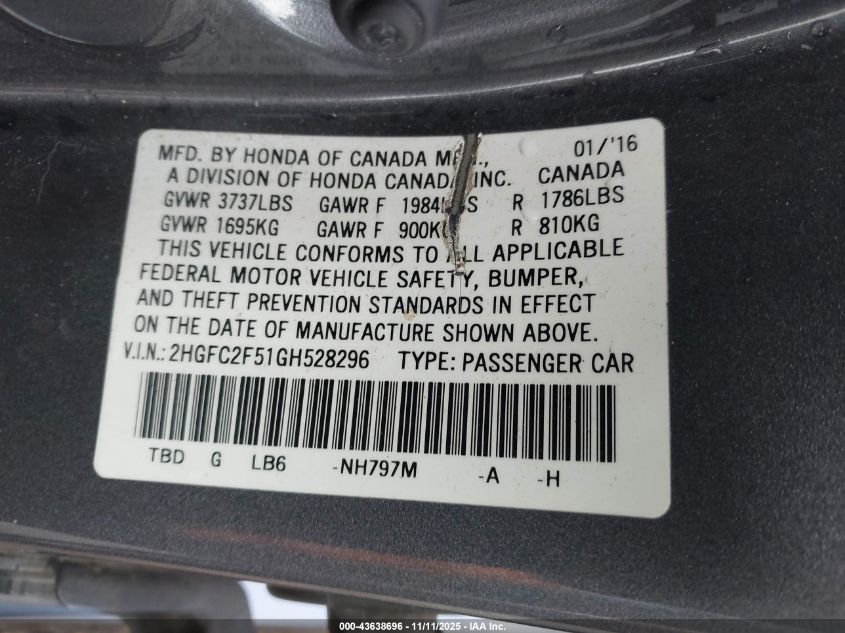 MFD. BY HONDA OF CANADA 01/'16
A DIVISION OF HONDA CANADA INC. CANADA
GVWR 3737LBS GAWR F 1984LBS R 1786LBS
GVWR 1695KG GAWR F 900KG R 810KG
THIS VEHICLE CONFORMS TO ALL APPLICABLE
FEDERAL MOTOR VEHICLE SAFETY, BUMPER,
AND THEFT PREVENTION STANDARDS IN EFFECT
ON THE DATE OF MANUFACTURE SHOWN ABOVE.
V.I.N.: 2HGFC2F51GH528296 TYPE: PASSENGER CAR
TBD G LB6 -NH797M -A -H
000-43638696 - 11/11/2025 - IAA Inc.